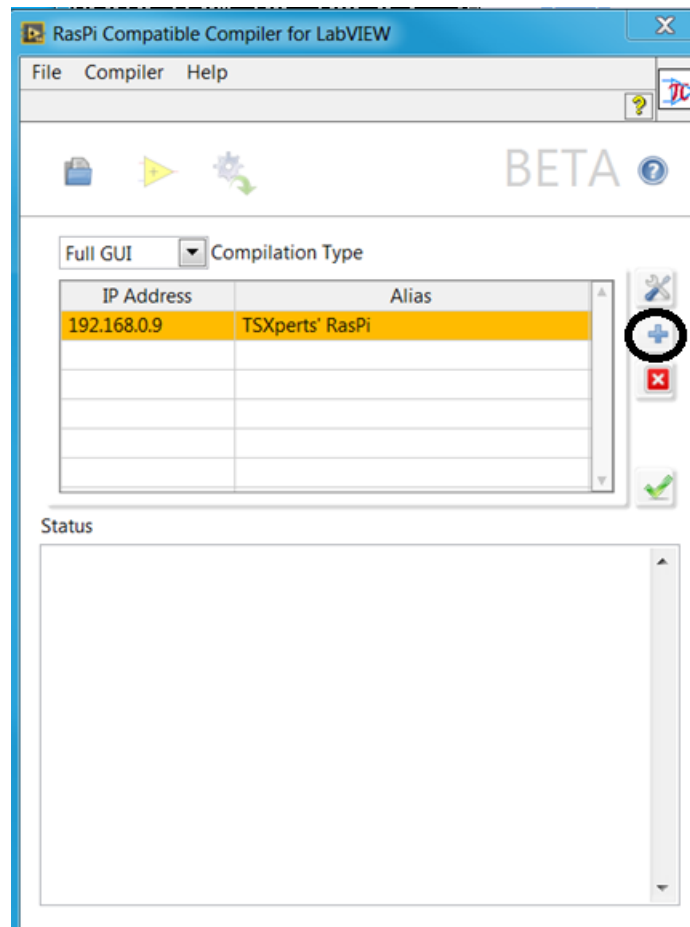 RasPi Compatible Compiler for LabVIEW
File Compiler Help
BETA
Full GUI Compilation Type
IP Address Alias
192.168.0.9 TSXperts' RasPi
Status